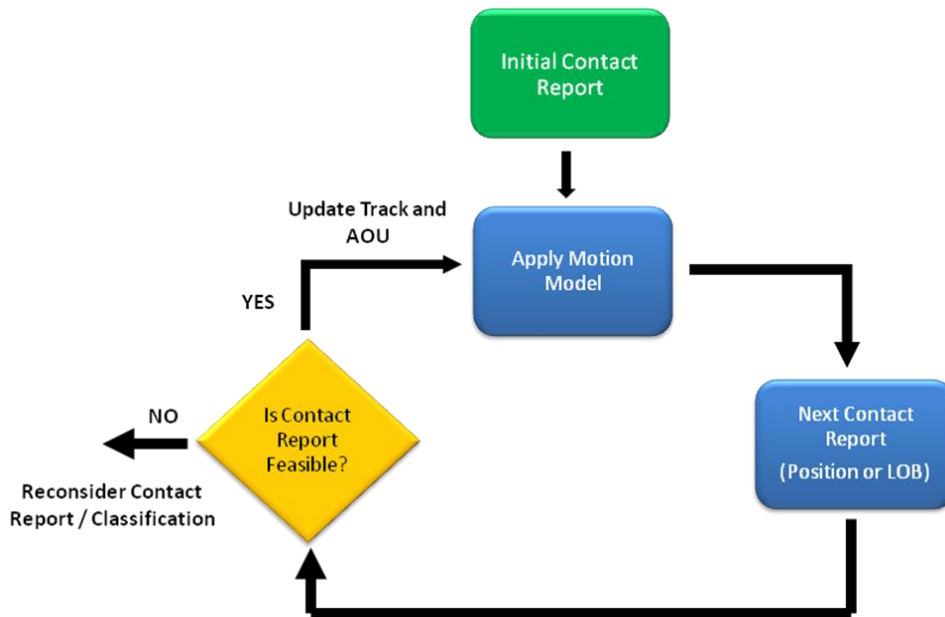 Initial Contact
Report
Update Track and
AOU
Apply Motion
Model
YES
NO
Is Contact
Report
Feasible?
Next Contact
Report
(Position or LOB)
Reconsider Contact
Report / Classification